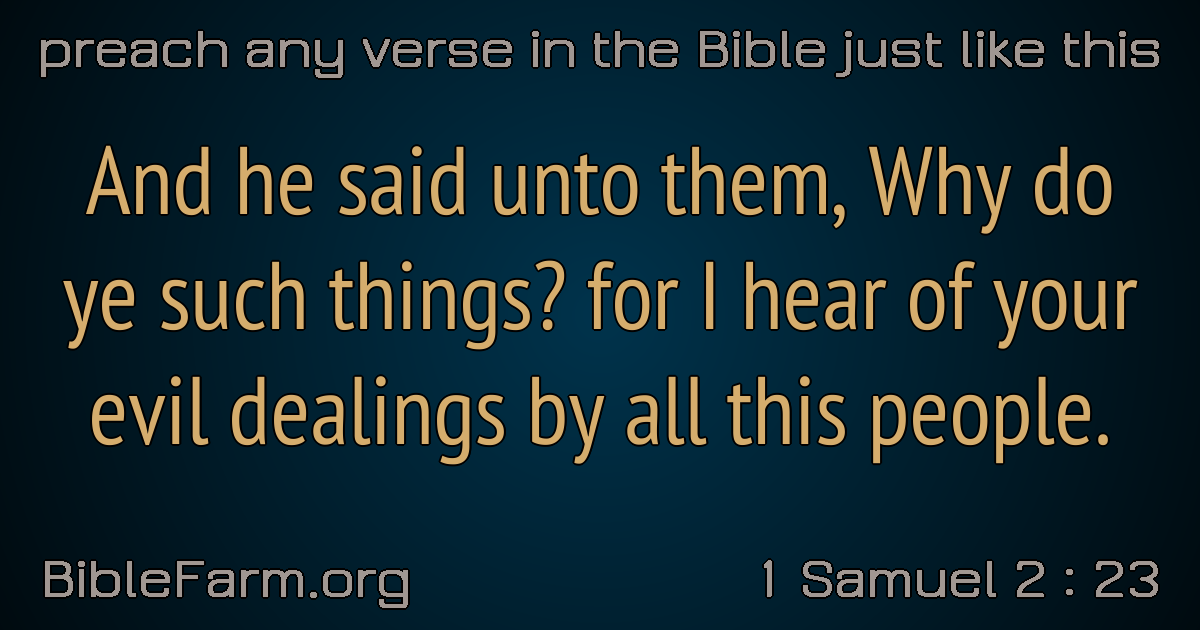 preach any verse in the Bible just like this
And he said unto them, Why do
ye such things? for I hear of your
evil dealings by all this people.
BibleFarm.org
1 Samuel 2 : 23